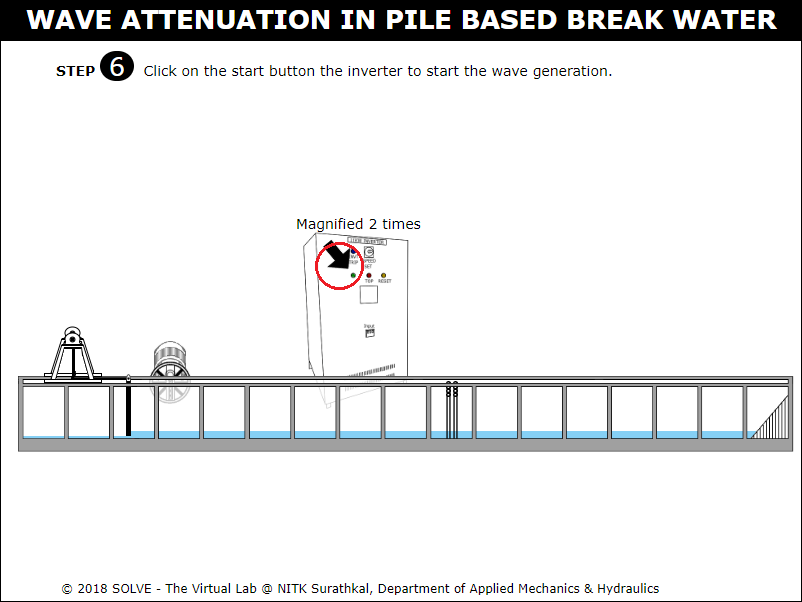 WAVE ATTENUATION IN PILE BASED BREAK WATER
STEP 6 Click on the start button the inverter to start the wave generation.
Magnified 2 times
SPEED
SET
TOP RESET
© 2018 SOLVE - The Virtual Lab @ NITK Surathkal, Department of Applied Mechanics & Hydraulics